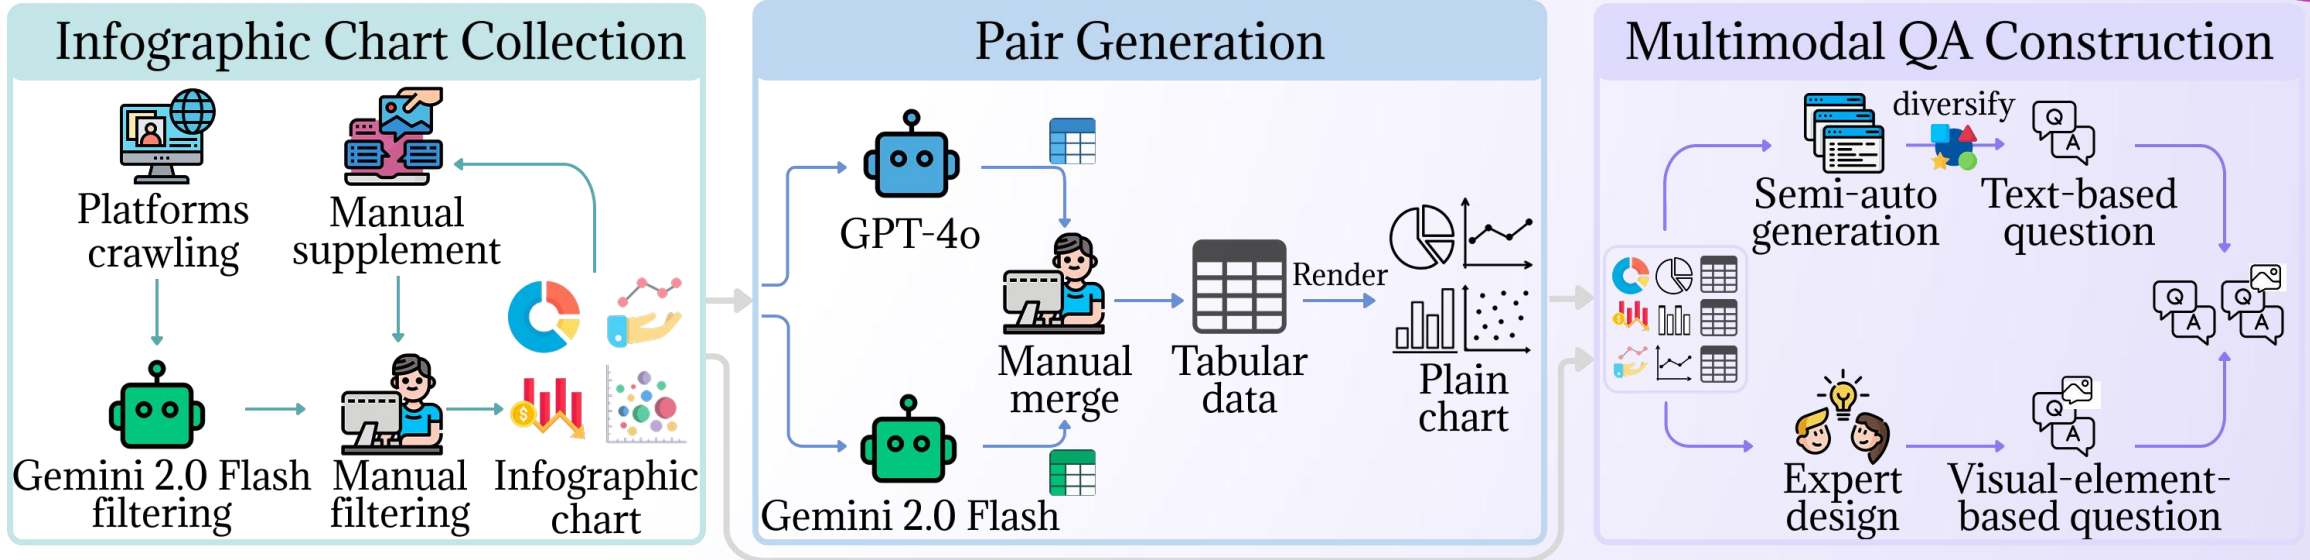 Infographic Chart Collection
Platforms
crawling
Manual
supplement
Gemini 2.0 Flash
filtering
Manual
filtering
Infographic
chart
Pair Generation
GPT-4o
Gemini 2.0 Flash
Manual
merge
Tabular
data
Render
Plain
chart
Multimodal QA Construction
Semi-auto
generation
diversify
Q
A
Text-based
question
Expert
design
Q
A
Visual-element-
based question
Q
A
Q
A